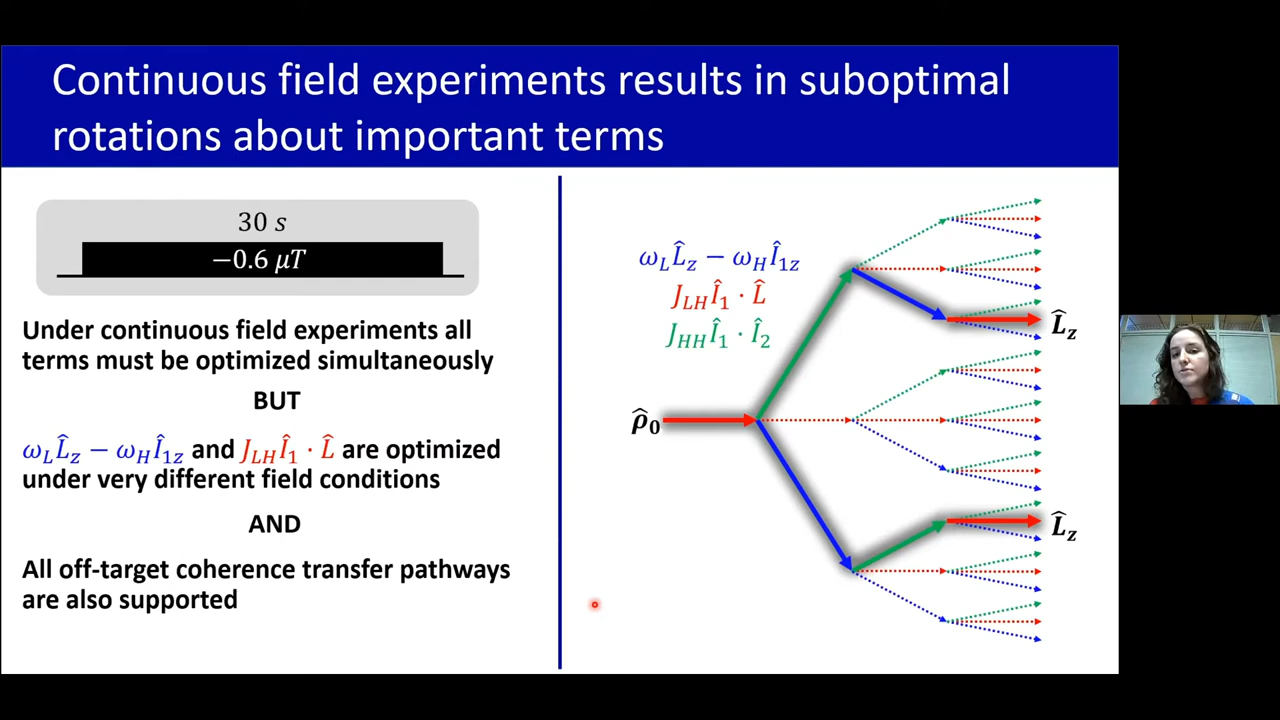 Continuous field experiments results in suboptimal
rotations about important terms
30 s
−0.6 μT
Under continuous field experiments all
terms must be optimized simultaneously
BUT
ω_L L̂_z − ω_H Î_1z and J_LH Î_1 · L̂ are optimized
under very different field conditions
AND
All off-target coherence transfer pathways
are also supported
ω_L L̂_z − ω_H Î_1z
J_LH Î_1 · L̂
J_HH Î_1 · Î_2
ρ̂_0
L̂_z
L̂_z